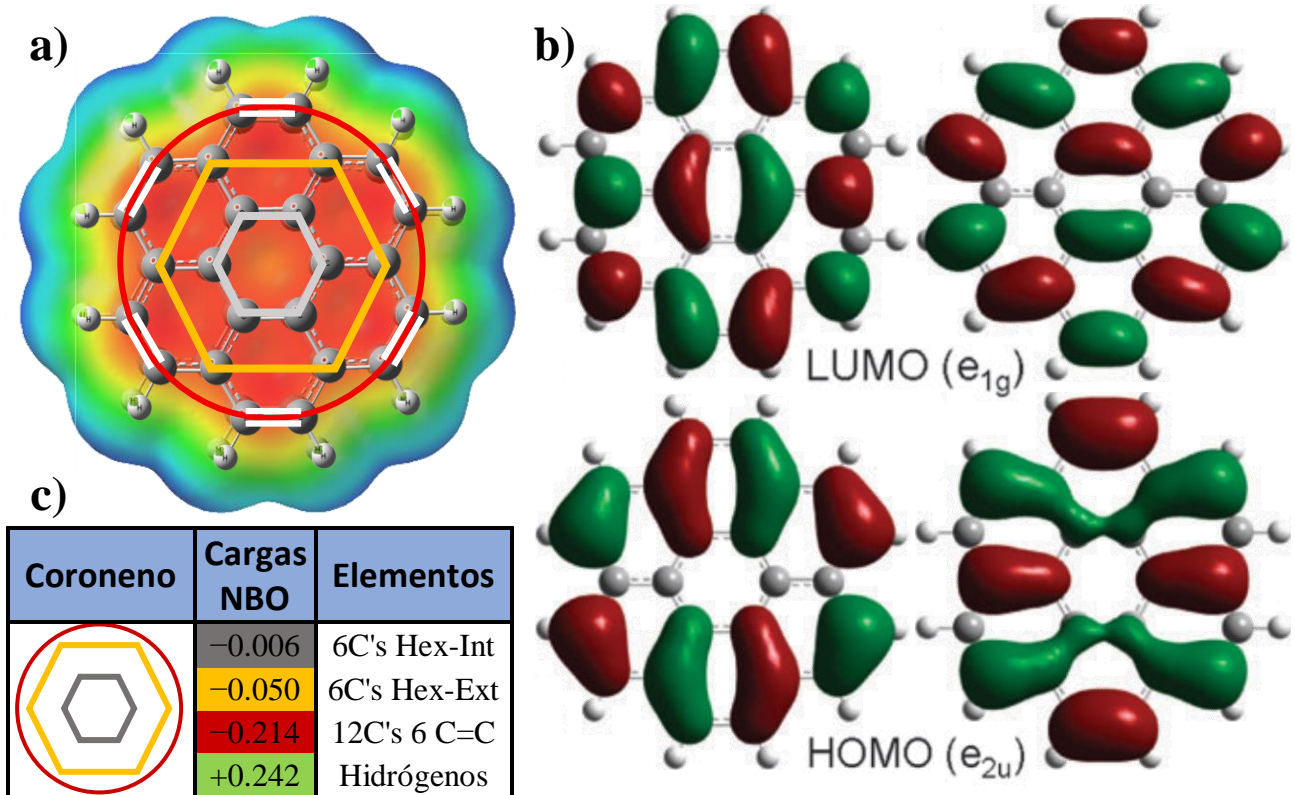 a)
b)
LUMO (e1g)
HOMO (e2u)
c)
Coroneno
Cargas NBO
Elementos
−0.006
6C's Hex-Int
−0.050
6C's Hex-Ext
−0.214
12C's 6 C=C
+0.242
Hidrógenos
H
H
H
H
H
H
H
H
H
H
H
H